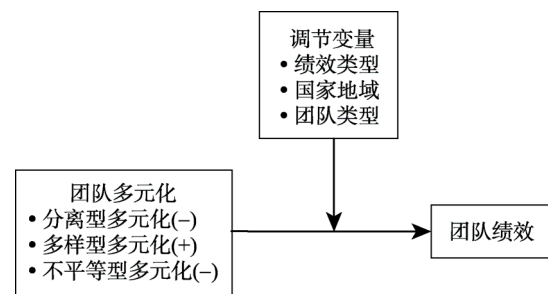 调节变量
• 绩效类型
• 国家地域
• 团队类型
团队多元化
• 分离型多元化(–)
• 多样型多元化(+)
• 不平等型多元化(–)
团队绩效